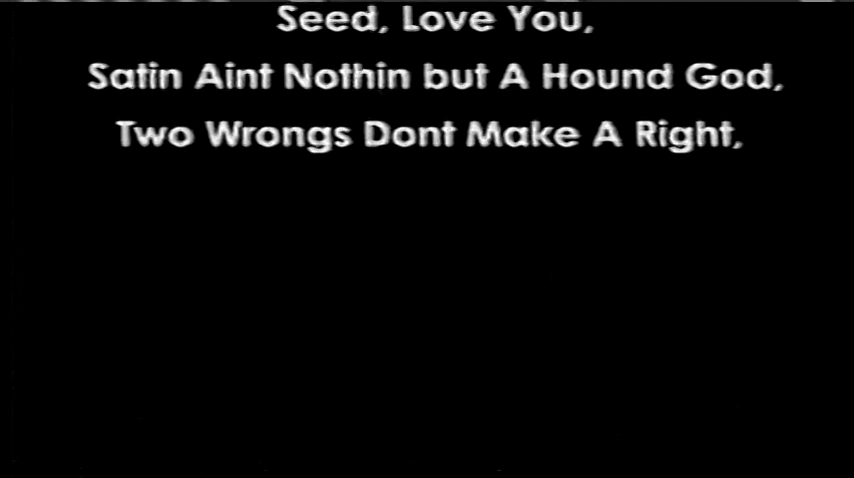 Seed, Love You,
Satin Aint Nothin but A Hound God,
Two Wrongs Dont Make A Right,